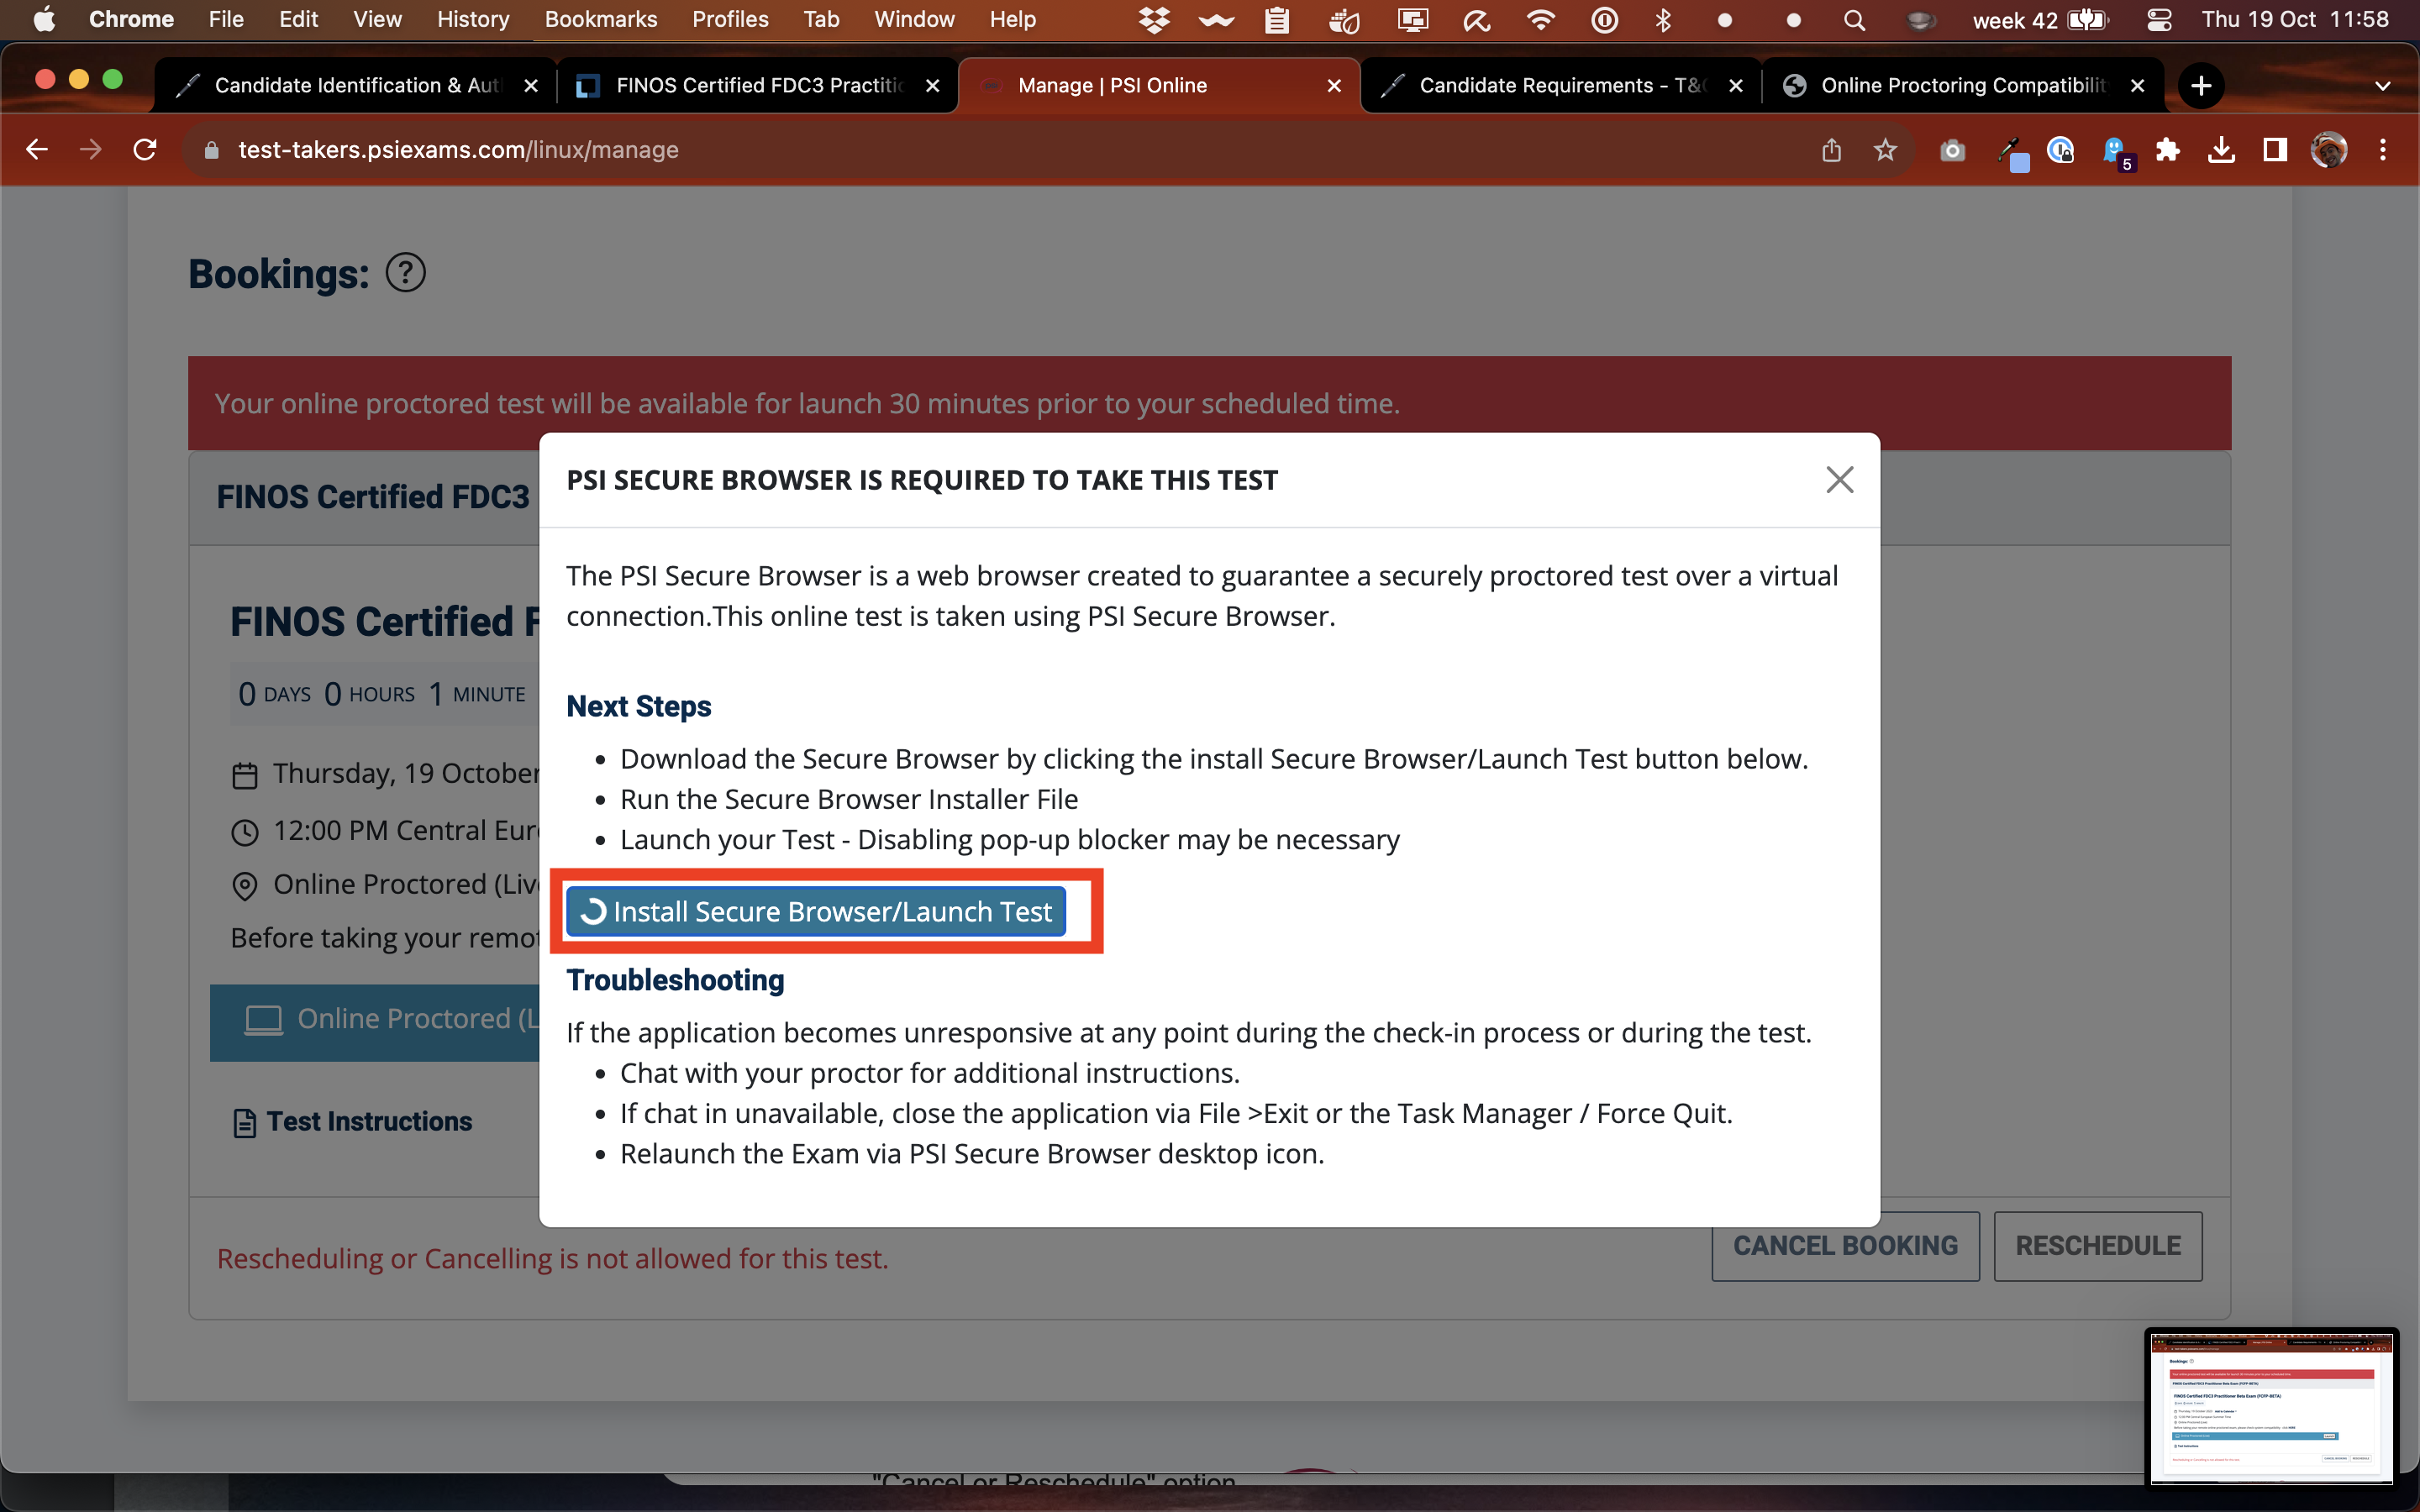 Chrome File Edit View History Bookmarks Profiles Tab Window Help week 42 Thu 19 Oct 11:58
Candidate Identification & Aut FINOS Certified FDC3 Practitic Manage | PSI Online Candidate Requirements - T&C Online Proctoring Compatibilit
test-takers.psiexams.com/linux/manage 5
Bookings: ?
Your online proctored test will be available for launch 30 minutes prior to your scheduled time.
FINOS Certified FDC3
PSI SECURE BROWSER IS REQUIRED TO TAKE THIS TEST
The PSI Secure Browser is a web browser created to guarantee a securely proctored test over a virtual
connection.This online test is taken using PSI Secure Browser.
FINOS Certified F
0 DAYS 0 HOURS 1 MINUTE
Next Steps
Thursday, 19 October
• Download the Secure Browser by clicking the install Secure Browser/Launch Test button below.
• Run the Secure Browser Installer File
12:00 PM Central Euro
• Launch your Test - Disabling pop-up blocker may be necessary
Online Proctored (Live
Install Secure Browser/Launch Test
Before taking your remot
Troubleshooting
Online Proctored (L
If the application becomes unresponsive at any point during the check-in process or during the test.
• Chat with your proctor for additional instructions.
Test Instructions
• If chat in unavailable, close the application via File >Exit or the Task Manager / Force Quit.
• Relaunch the Exam via PSI Secure Browser desktop icon.
Rescheduling or Cancelling is not allowed for this test.
CANCEL BOOKING RESCHEDULE
"Cancel or Reschedule" option